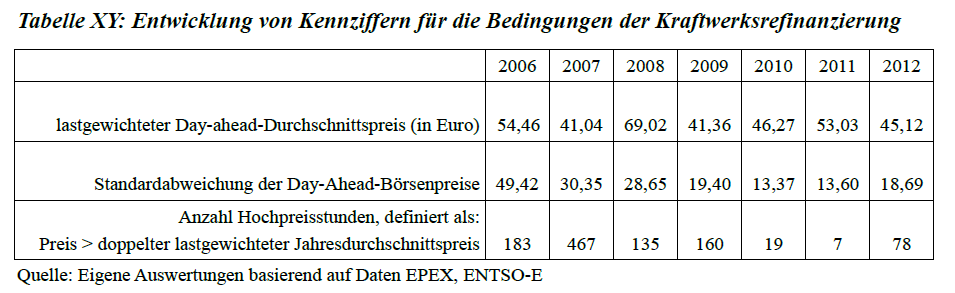 Tabelle XY: Entwicklung von Kennziffern für die Bedingungen der Kraftwerksrefinanzierung
2006 2007 2008 2009 2010 2011 2012
lastgewichteter Day-ahead-Durchschnittspreis (in Euro) 54,46 41,04 69,02 41,36 46,27 53,03 45,12
Standardabweichung der Day-Ahead-Börsenpreise 49,42 30,35 28,65 19,40 13,37 13,60 18,69
Anzahl Hochpreisstunden, definiert als:
Preis > doppelter lastgewichteter Jahresdurchschnittspreis 183 467 135 160 19 7 78
Quelle: Eigene Auswertungen basierend auf Daten EPEX, ENTSO-E